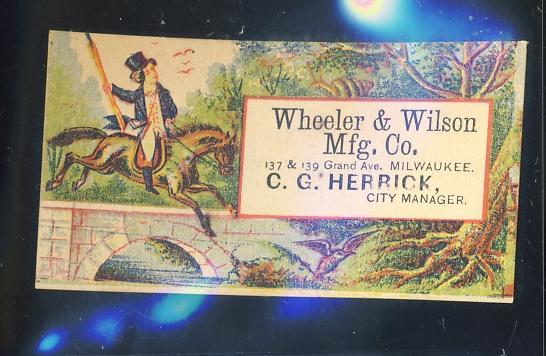 Wheeler & Wilson
Mfg. Co.
137 & 139 Grand Ave. MILWAUKEE.
C. G. HERRICK,
CITY MANAGER.